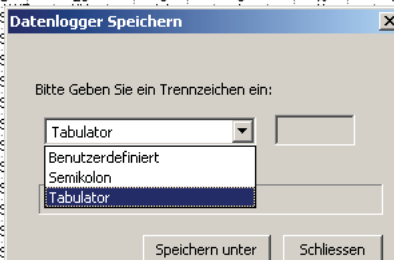 Datenlogger Speichern
Bitte Geben Sie ein Trennzeichen ein:
Tabulator
Benutzerdefiniert
Semikolon
Tabulator
Speichern unter
Schliessen